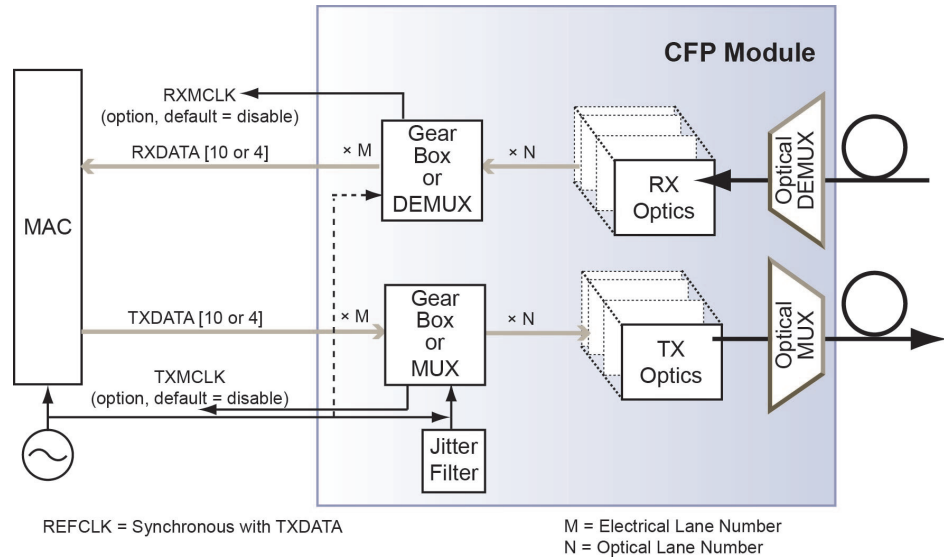 CFP Module
RXMCLK
(option, default = disable)
MAC
RXDATA [10 or 4]
× M
Gear
Box
or
DEMUX
× N
RX
Optics
Optical
DEMUX
TXDATA [10 or 4]
× M
Gear
Box
or
MUX
× N
TX
Optics
Optical
MUX
TXMCLK
(option, default = disable)
Jitter
Filter
REFCLK = Synchronous with TXDATA
M = Electrical Lane Number
N = Optical Lane Number